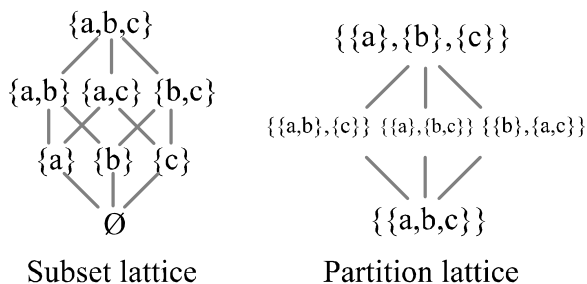 {a,b,c}
{a,b} {a,c} {b,c}
{a} {b} {c}
Ø
Subset lattice
{{a},{b},{c}}
{{a,b},{c}} {{a},{b,c}} {{b},{a,c}}
{{a,b,c}}
Partition lattice